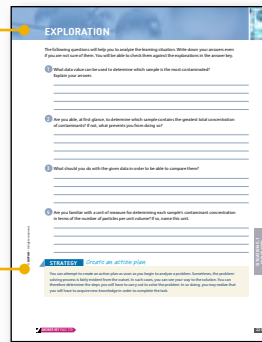 EXPLORATION
The following questions will help you to analyze the learning situation. Write down your answers even
if you are not sure of them. You will be able to check them against the explanations in the answer key.
1 What data value can be used to determine which sample is the most contaminated?
Explain your answer.
2 Are you able, at first glance, to determine which sample contains the greatest total concentration
of contaminants? If not, what prevents you from doing so?
3 What should you do with the given data in order to be able to compare them?
4 Are you familiar with a unit of measure for determining each sample's contaminant concentration
in terms of the number of particles per unit volume? If so, name this unit.
STRATEGY Create an action plan
You can attempt to create an action plan as soon as you begin to analyze a problem. Sometimes, the problem-
solving process is fairly evident from the outset. In such cases, you can see your way to the solution. You can
therefore determine the steps you will have to carry out to solve the problem. In so doing, you may realize that
you will have to acquire new knowledge in order to complete the task.
ANSWER KEY